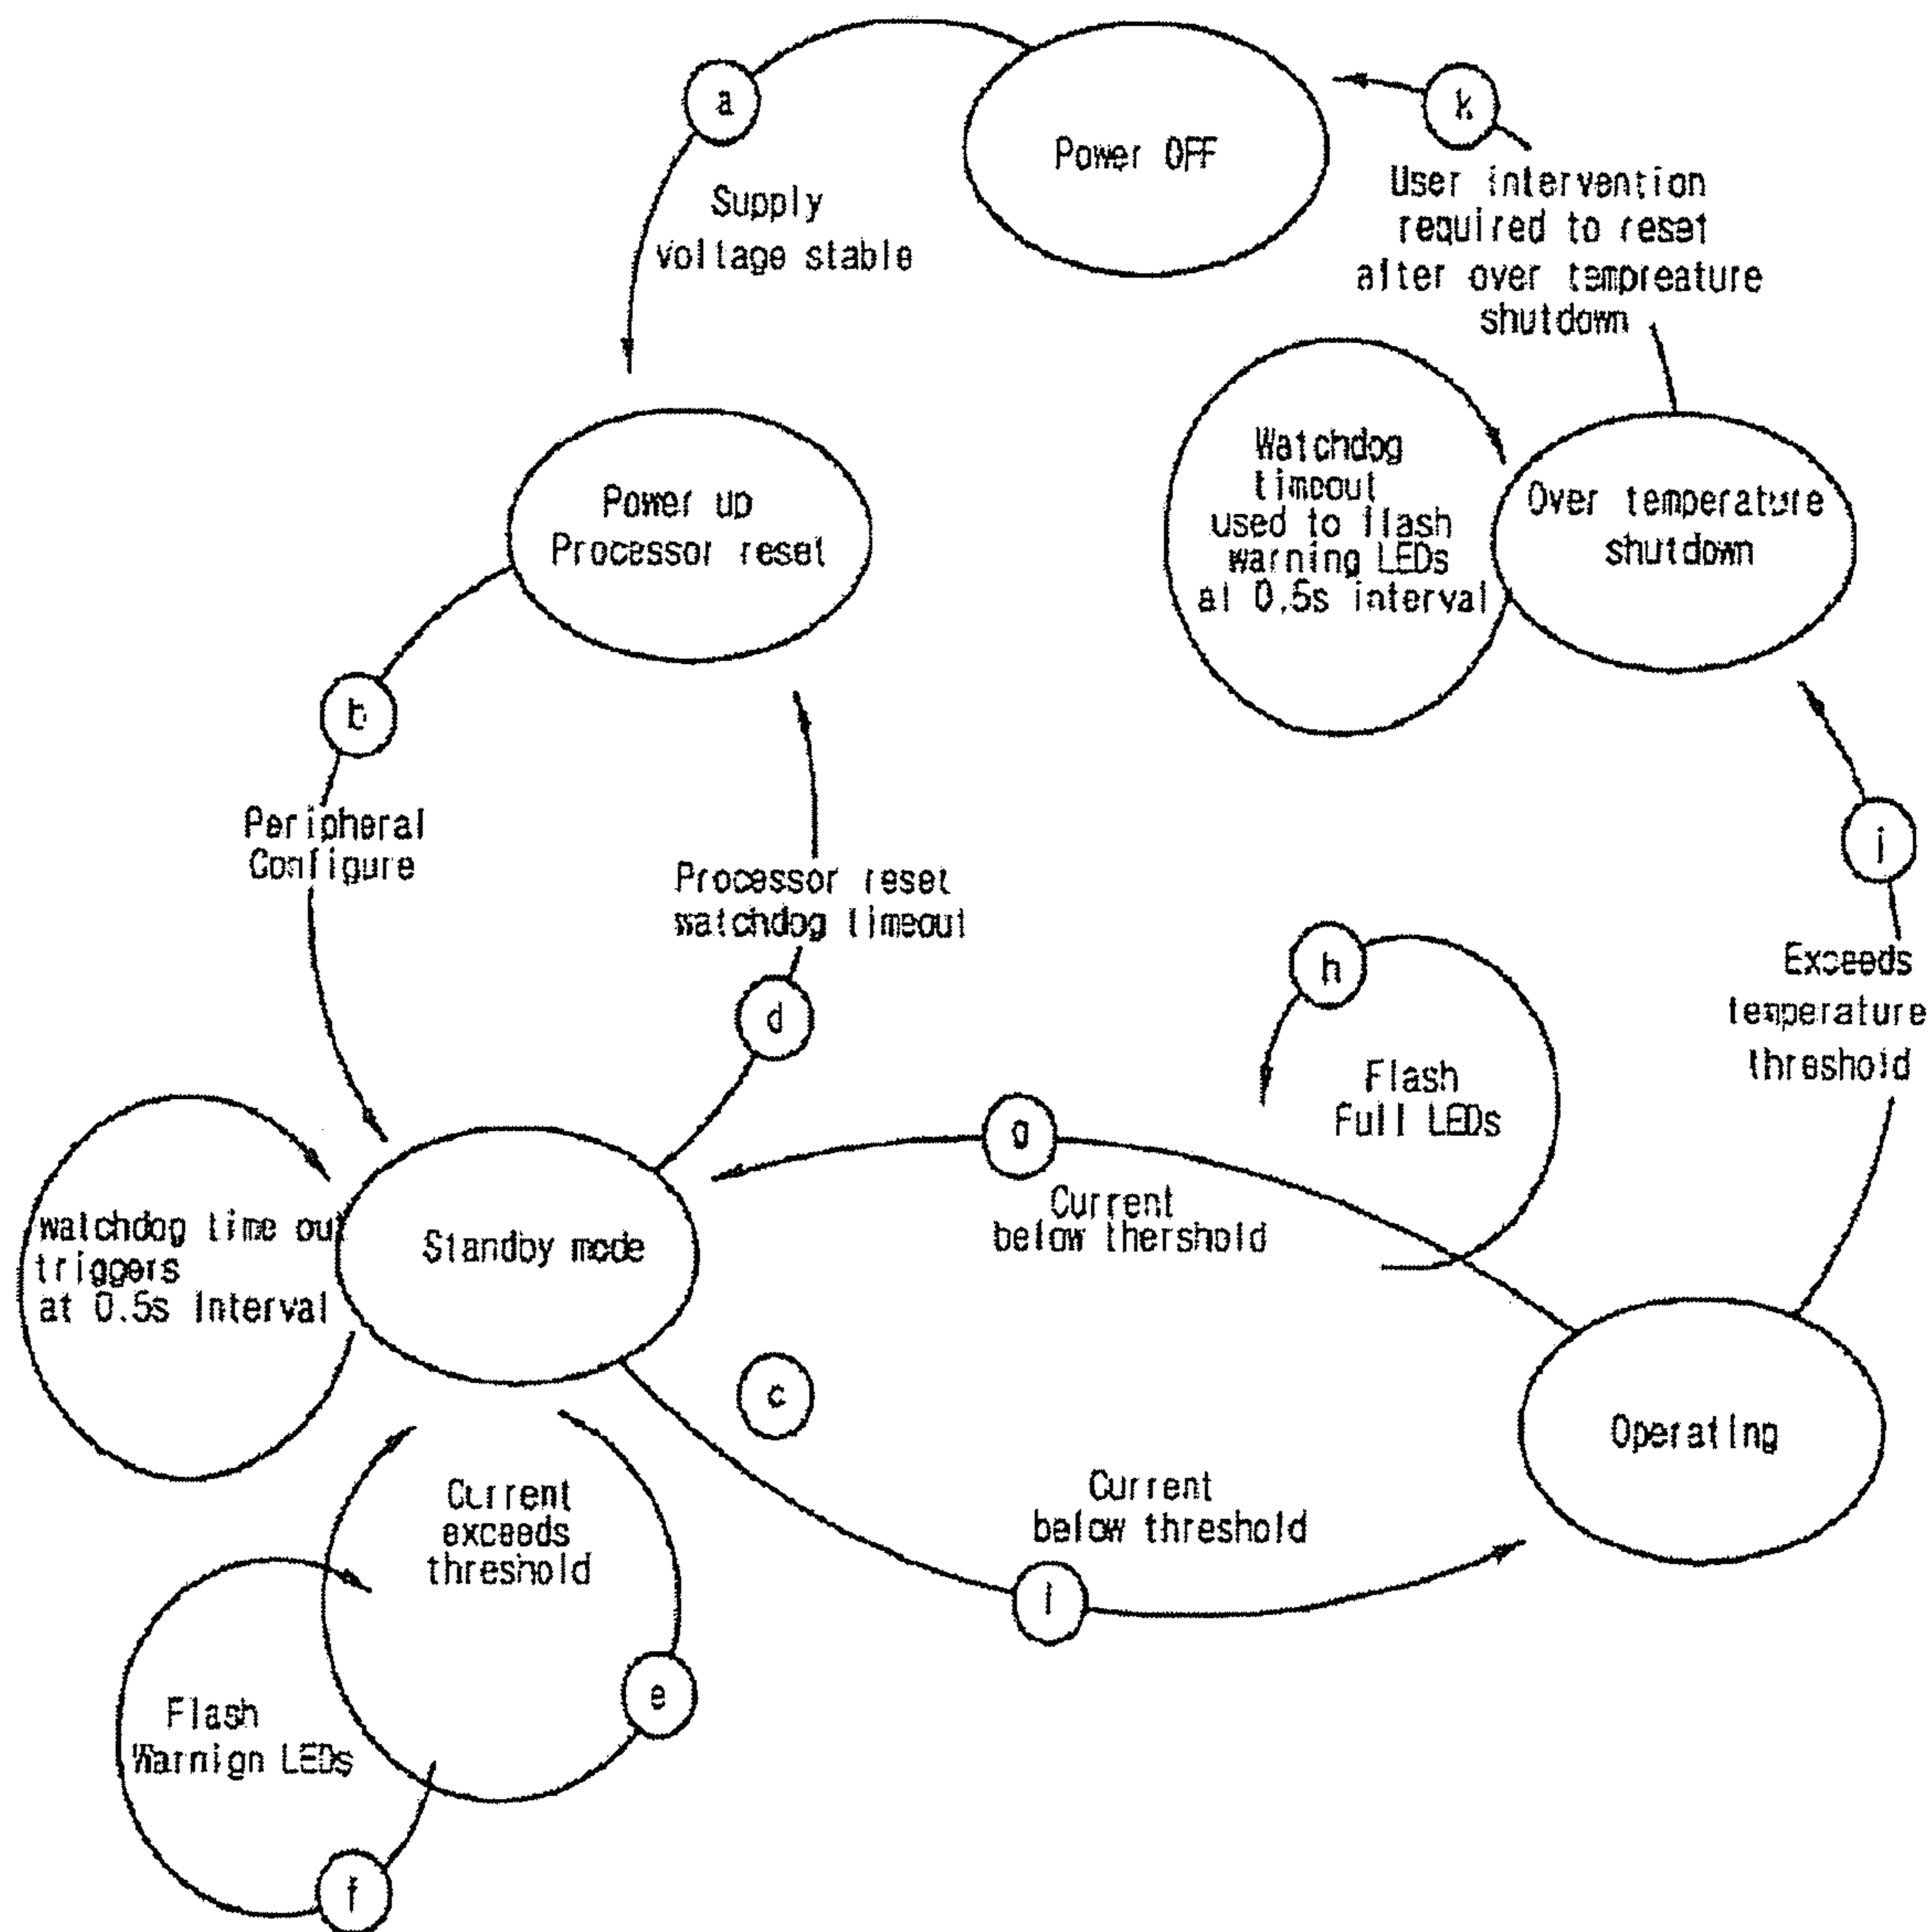 a
Power OFF
k
Supply
voltage stable
User intervention
required to reset
after over tempreature
shutdown
Power up
Processor reset
Watchdog
timeout
used to flash
warning LEDs
at 0.5s interval
Over temperature
shutdown
b
Peripheral
Configure
Processor reset
watchdog timeout
d
j
Exceeds
temperature
threshold
h
Flash
Full LEDs
g
Current
below thershold
watchdog time out
triggers
at 0.5s Interval
Standby mode
c
Operating
Current
exceeds
threshold
Current
below threshold
e
Flash
Warnign LEDs
f